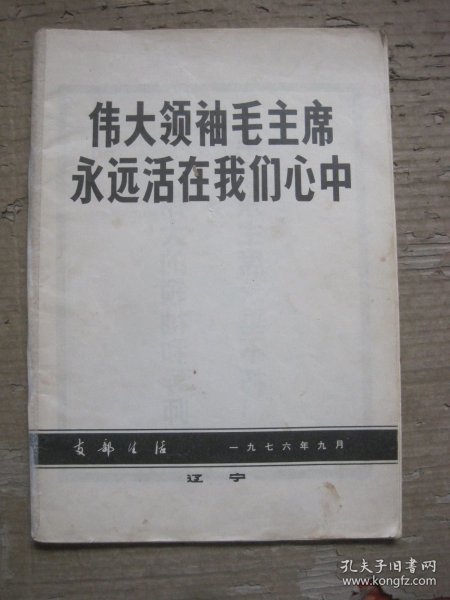 伟大领袖毛主席
永远活在我们心中
支部生活 一九七六年九月
辽宁
孔夫子旧书网
www.kongfz.com